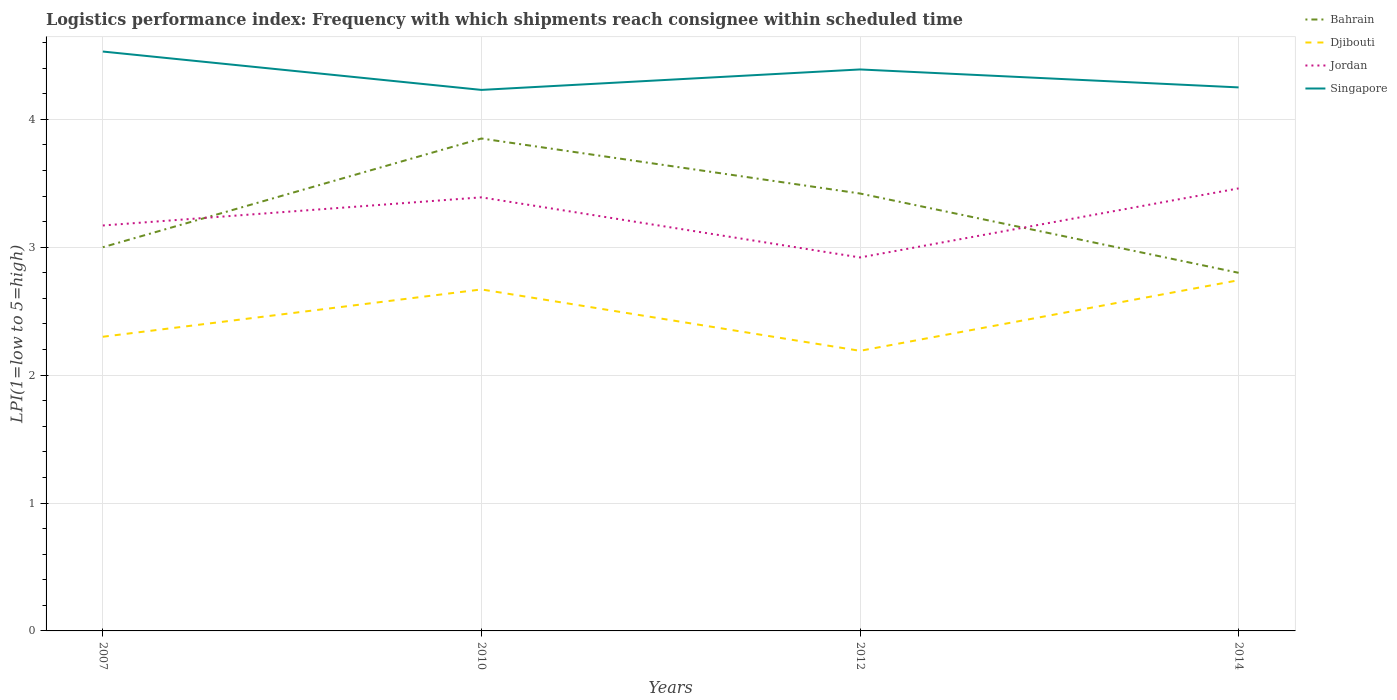 Logistics performance index: Frequency with which shipments reach consignee within scheduled time
Bahrain
Djibouti
Jordan
Singapore
LPI(1=low to 5=high)
4
3
2
1
0
2007
2010
2012
2014
Years